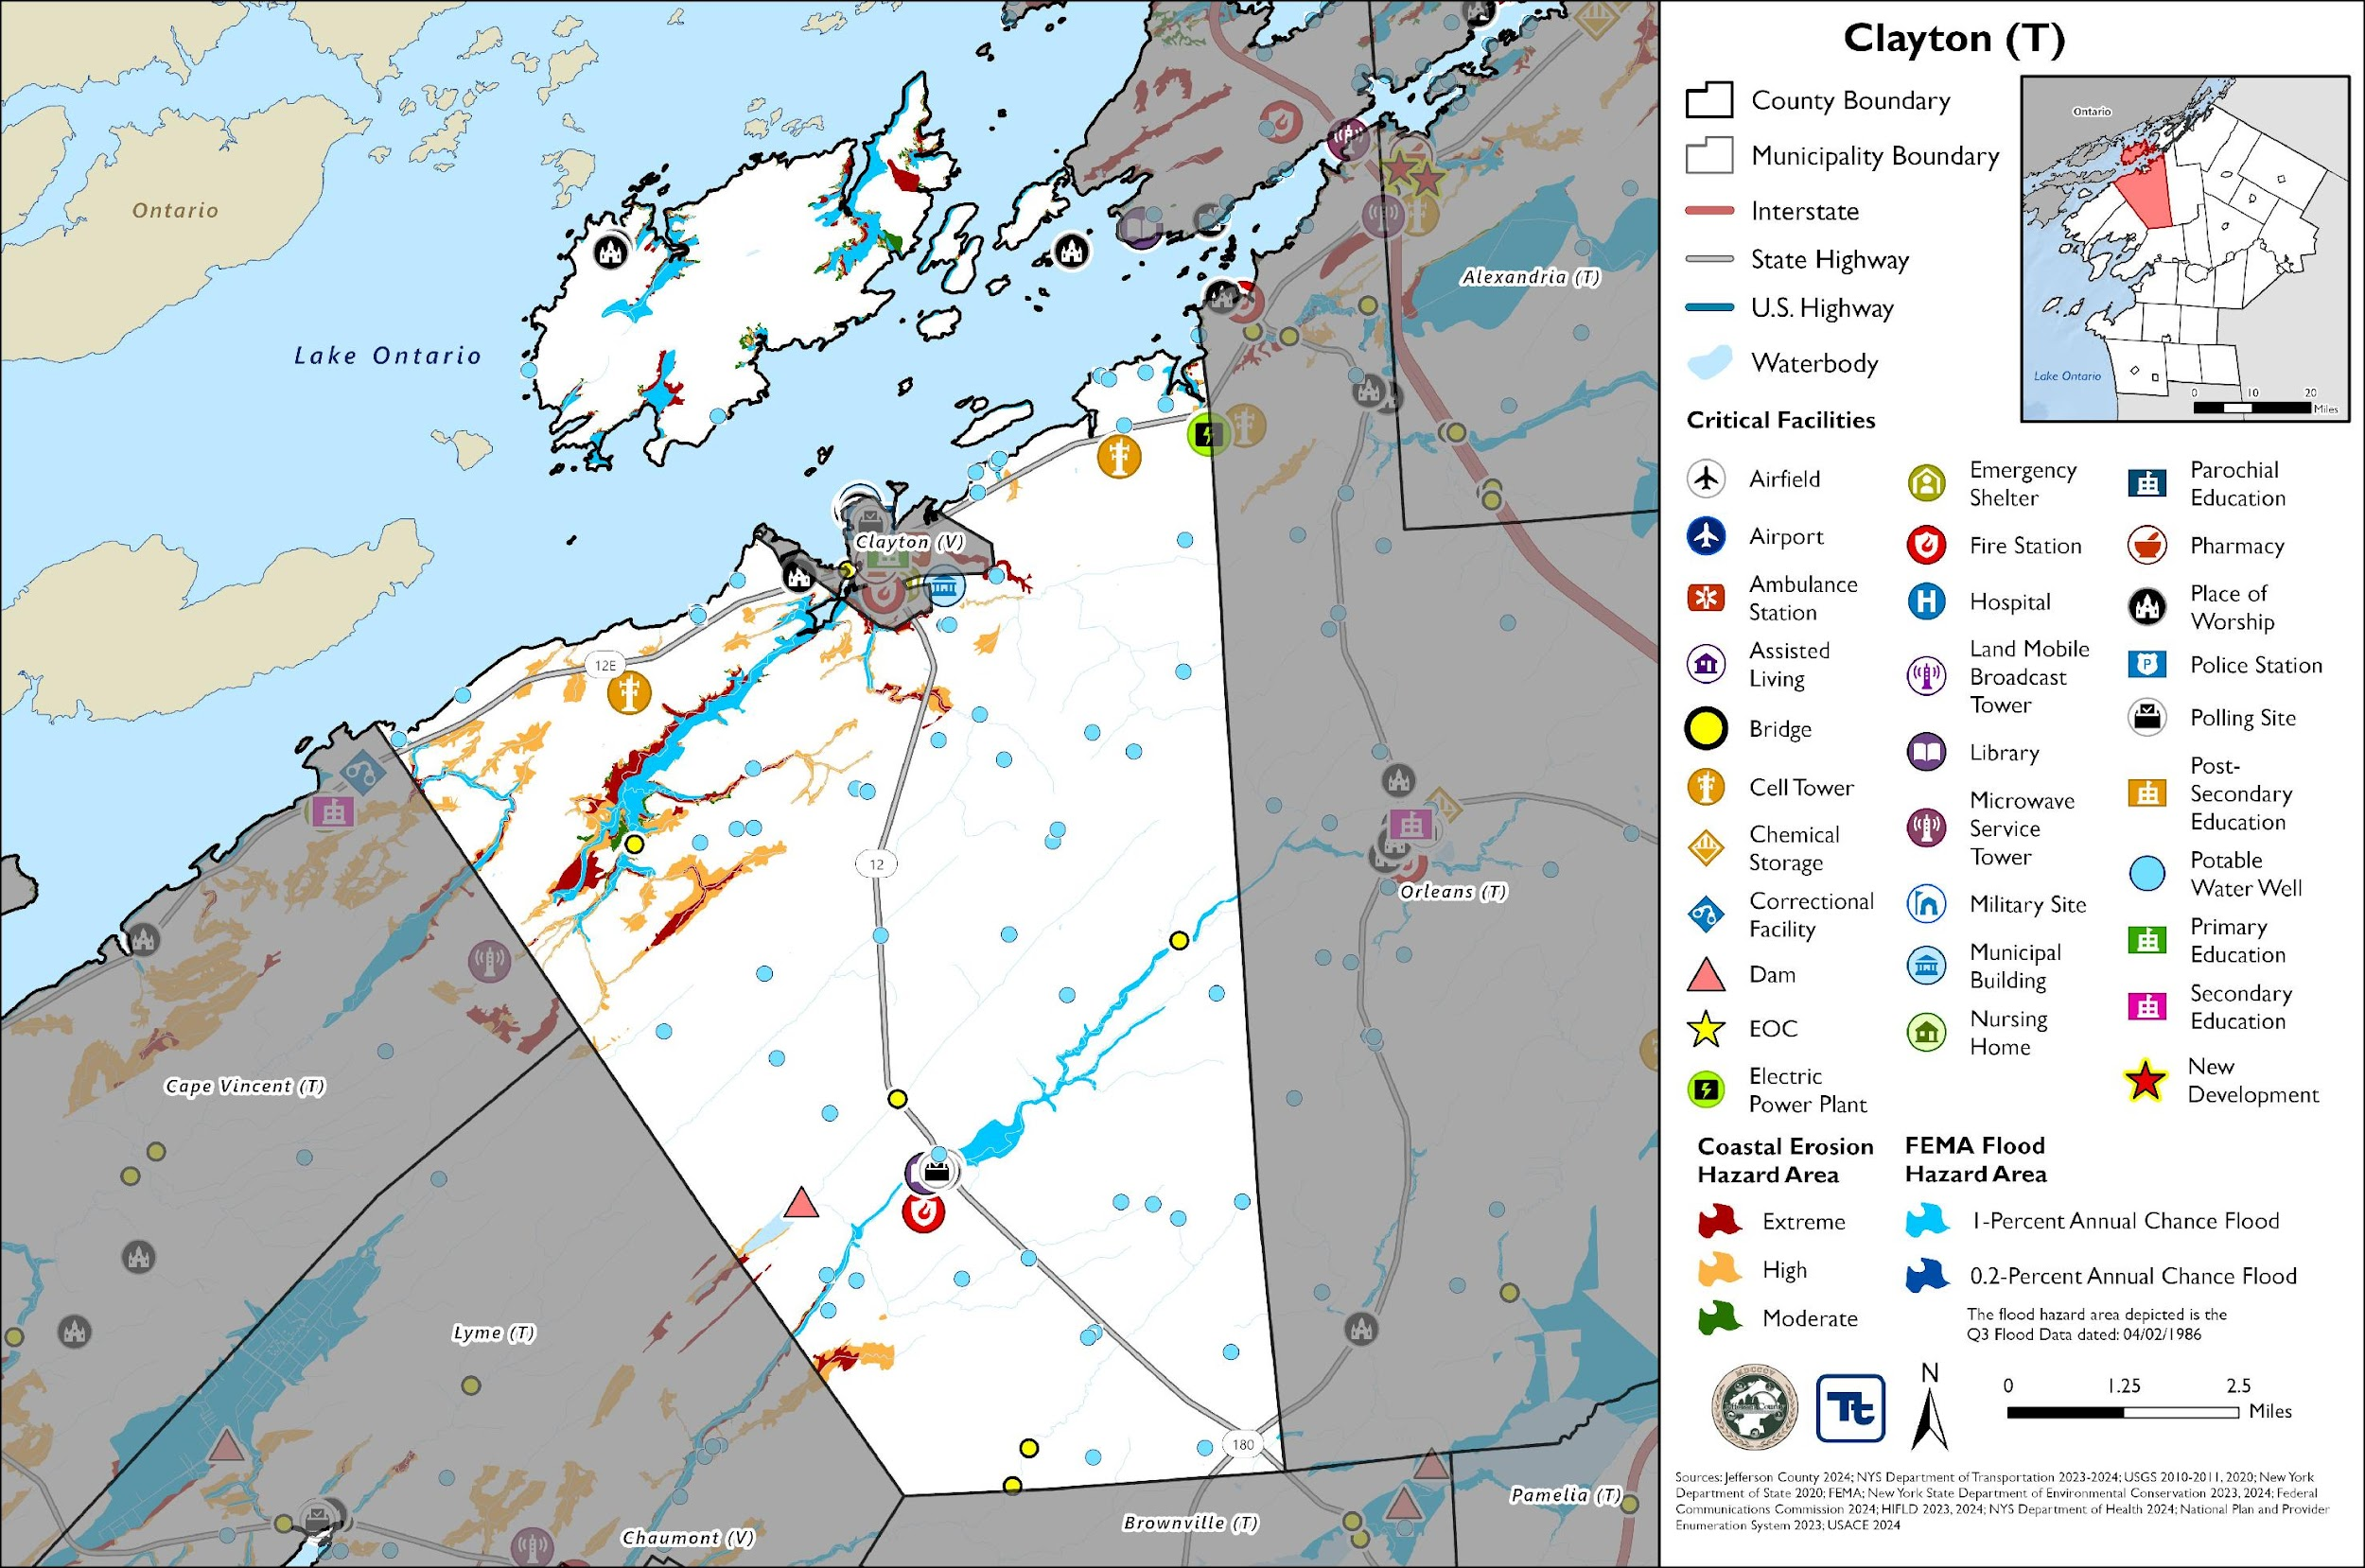 Clayton (T)
County Boundary
Municipality Boundary
Interstate
State Highway
U.S. Highway
Waterbody
Ontario
Lake Ontario
0 10 20
Miles
Critical Facilities
Airfield
Airport
Ambulance
Station
Assisted
Living
Bridge
Cell Tower
Chemical
Storage
Correctional
Facility
Dam
EOC
Electric
Power Plant
Emergency
Shelter
Fire Station
Hospital
Land Mobile
Broadcast
Tower
Library
Microwave
Service
Tower
Military Site
Municipal
Building
Nursing
Home
Parochial
Education
Pharmacy
Place of
Worship
Police Station
Polling Site
Post-
Secondary
Education
Potable
Water Well
Primary
Education
Secondary
Education
New
Development
Coastal Erosion
Hazard Area
Extreme
High
Moderate
FEMA Flood
Hazard Area
1-Percent Annual Chance Flood
0.2-Percent Annual Chance Flood
The flood hazard area depicted is the
Q3 Flood Data dated: 04/02/1986
Tt
N
0 1.25 2.5
Miles
Sources: Jefferson County 2024; NYS Department of Transportation 2023-2024; USGS 2010-2011, 2020; New York
Department of State 2020; FEMA; New York State Department of Environmental Conservation 2023, 2024; Federal
Communications Commission 2024; HIFLD 2023, 2024; NYS Department of Health 2024; National Plan and Provider
Enumeration System 2023; USACE 2024
Ontario
Lake Ontario
Alexandria (T)
Clayton (V)
12E
12
Orleans (T)
Cape Vincent (T)
Lyme (T)
180
Chaumont (V)
Brownville (T)
Pamelia (T)